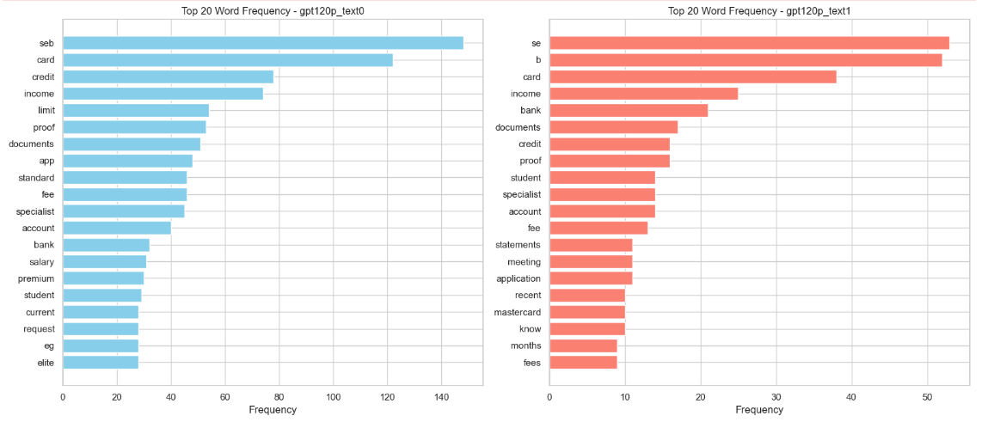 Top 20 Word Frequency - gpt120p_text0
seb
card
credit
income
limit
proof
documents
app
standard
fee
specialist
account
bank
salary
premium
student
current
request
eg
elite
0 20 40 60 80 100 120 140
Frequency
Top 20 Word Frequency - gpt120p_text1
se
b
card
income
bank
documents
credit
proof
student
specialist
account
fee
statements
meeting
application
recent
mastercard
know
months
fees
0 10 20 30 40 50
Frequency